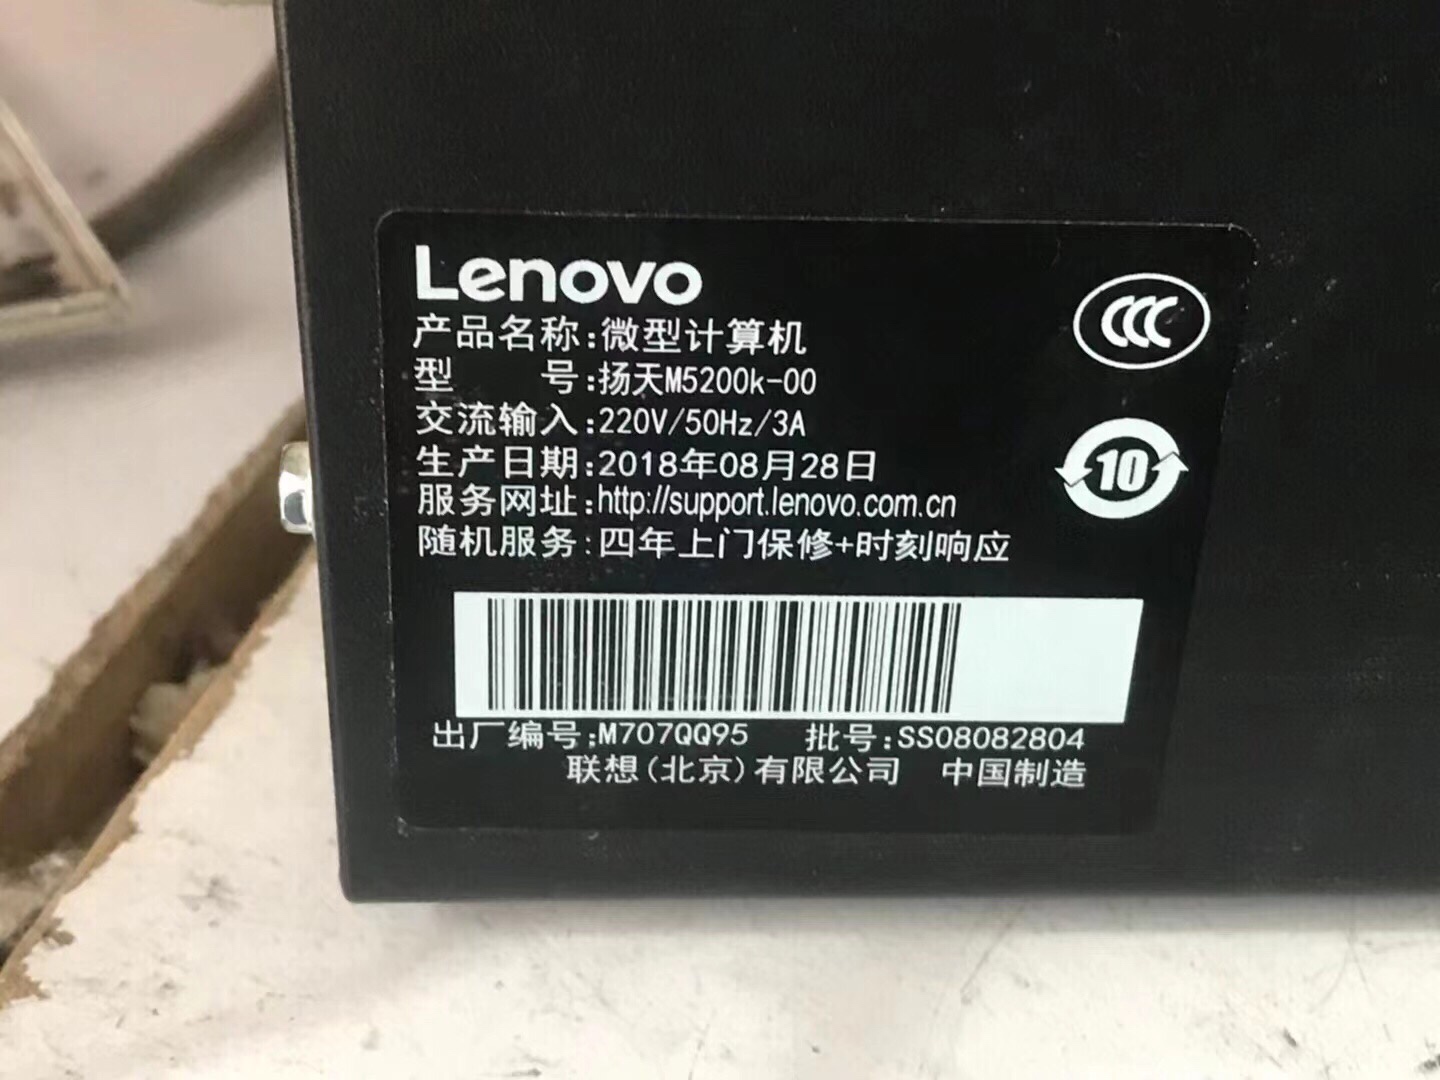 Lenovo
产品名称:微型计算机
型 号:扬天M5200k-00
交流输入:220V/50Hz/3A
生产日期:2018年08月28日
服务网址:http://support.lenovo.com.cn
随机服务:四年上门保修+时刻响应
CCC
10
出厂编号:M707QQ95 批号:SS08082804
联想(北京)有限公司 中国制造